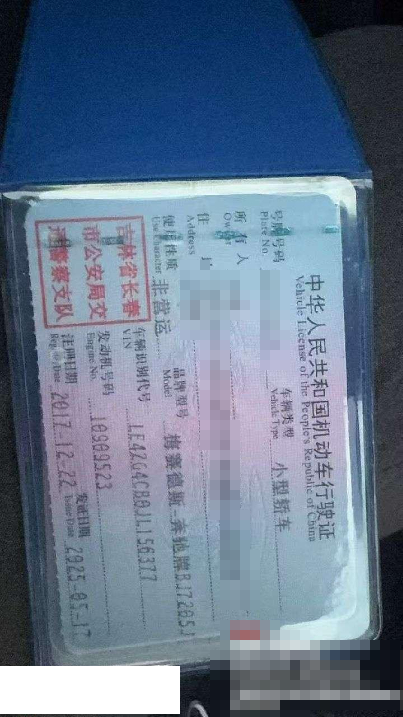 中华人民共和国机动车行驶证
Vehicle License of the People's Republic of China
号牌号码 车辆类型 小型轿车
Plate No. Vehicle Type
所有人
Owner
住址
Address
使用性质 非营运 品牌型号 梅赛德斯-奔驰牌BJ7205J
Use Character Model
吉林省长春
市公安局交
通警察支队
车辆识别代号 LE4ZG4CB0JL156377
VIN
发动机号码 10909523
Engine No.
注册日期 2017-12-22 发证日期 2023-05-17
Register Date Issue Date